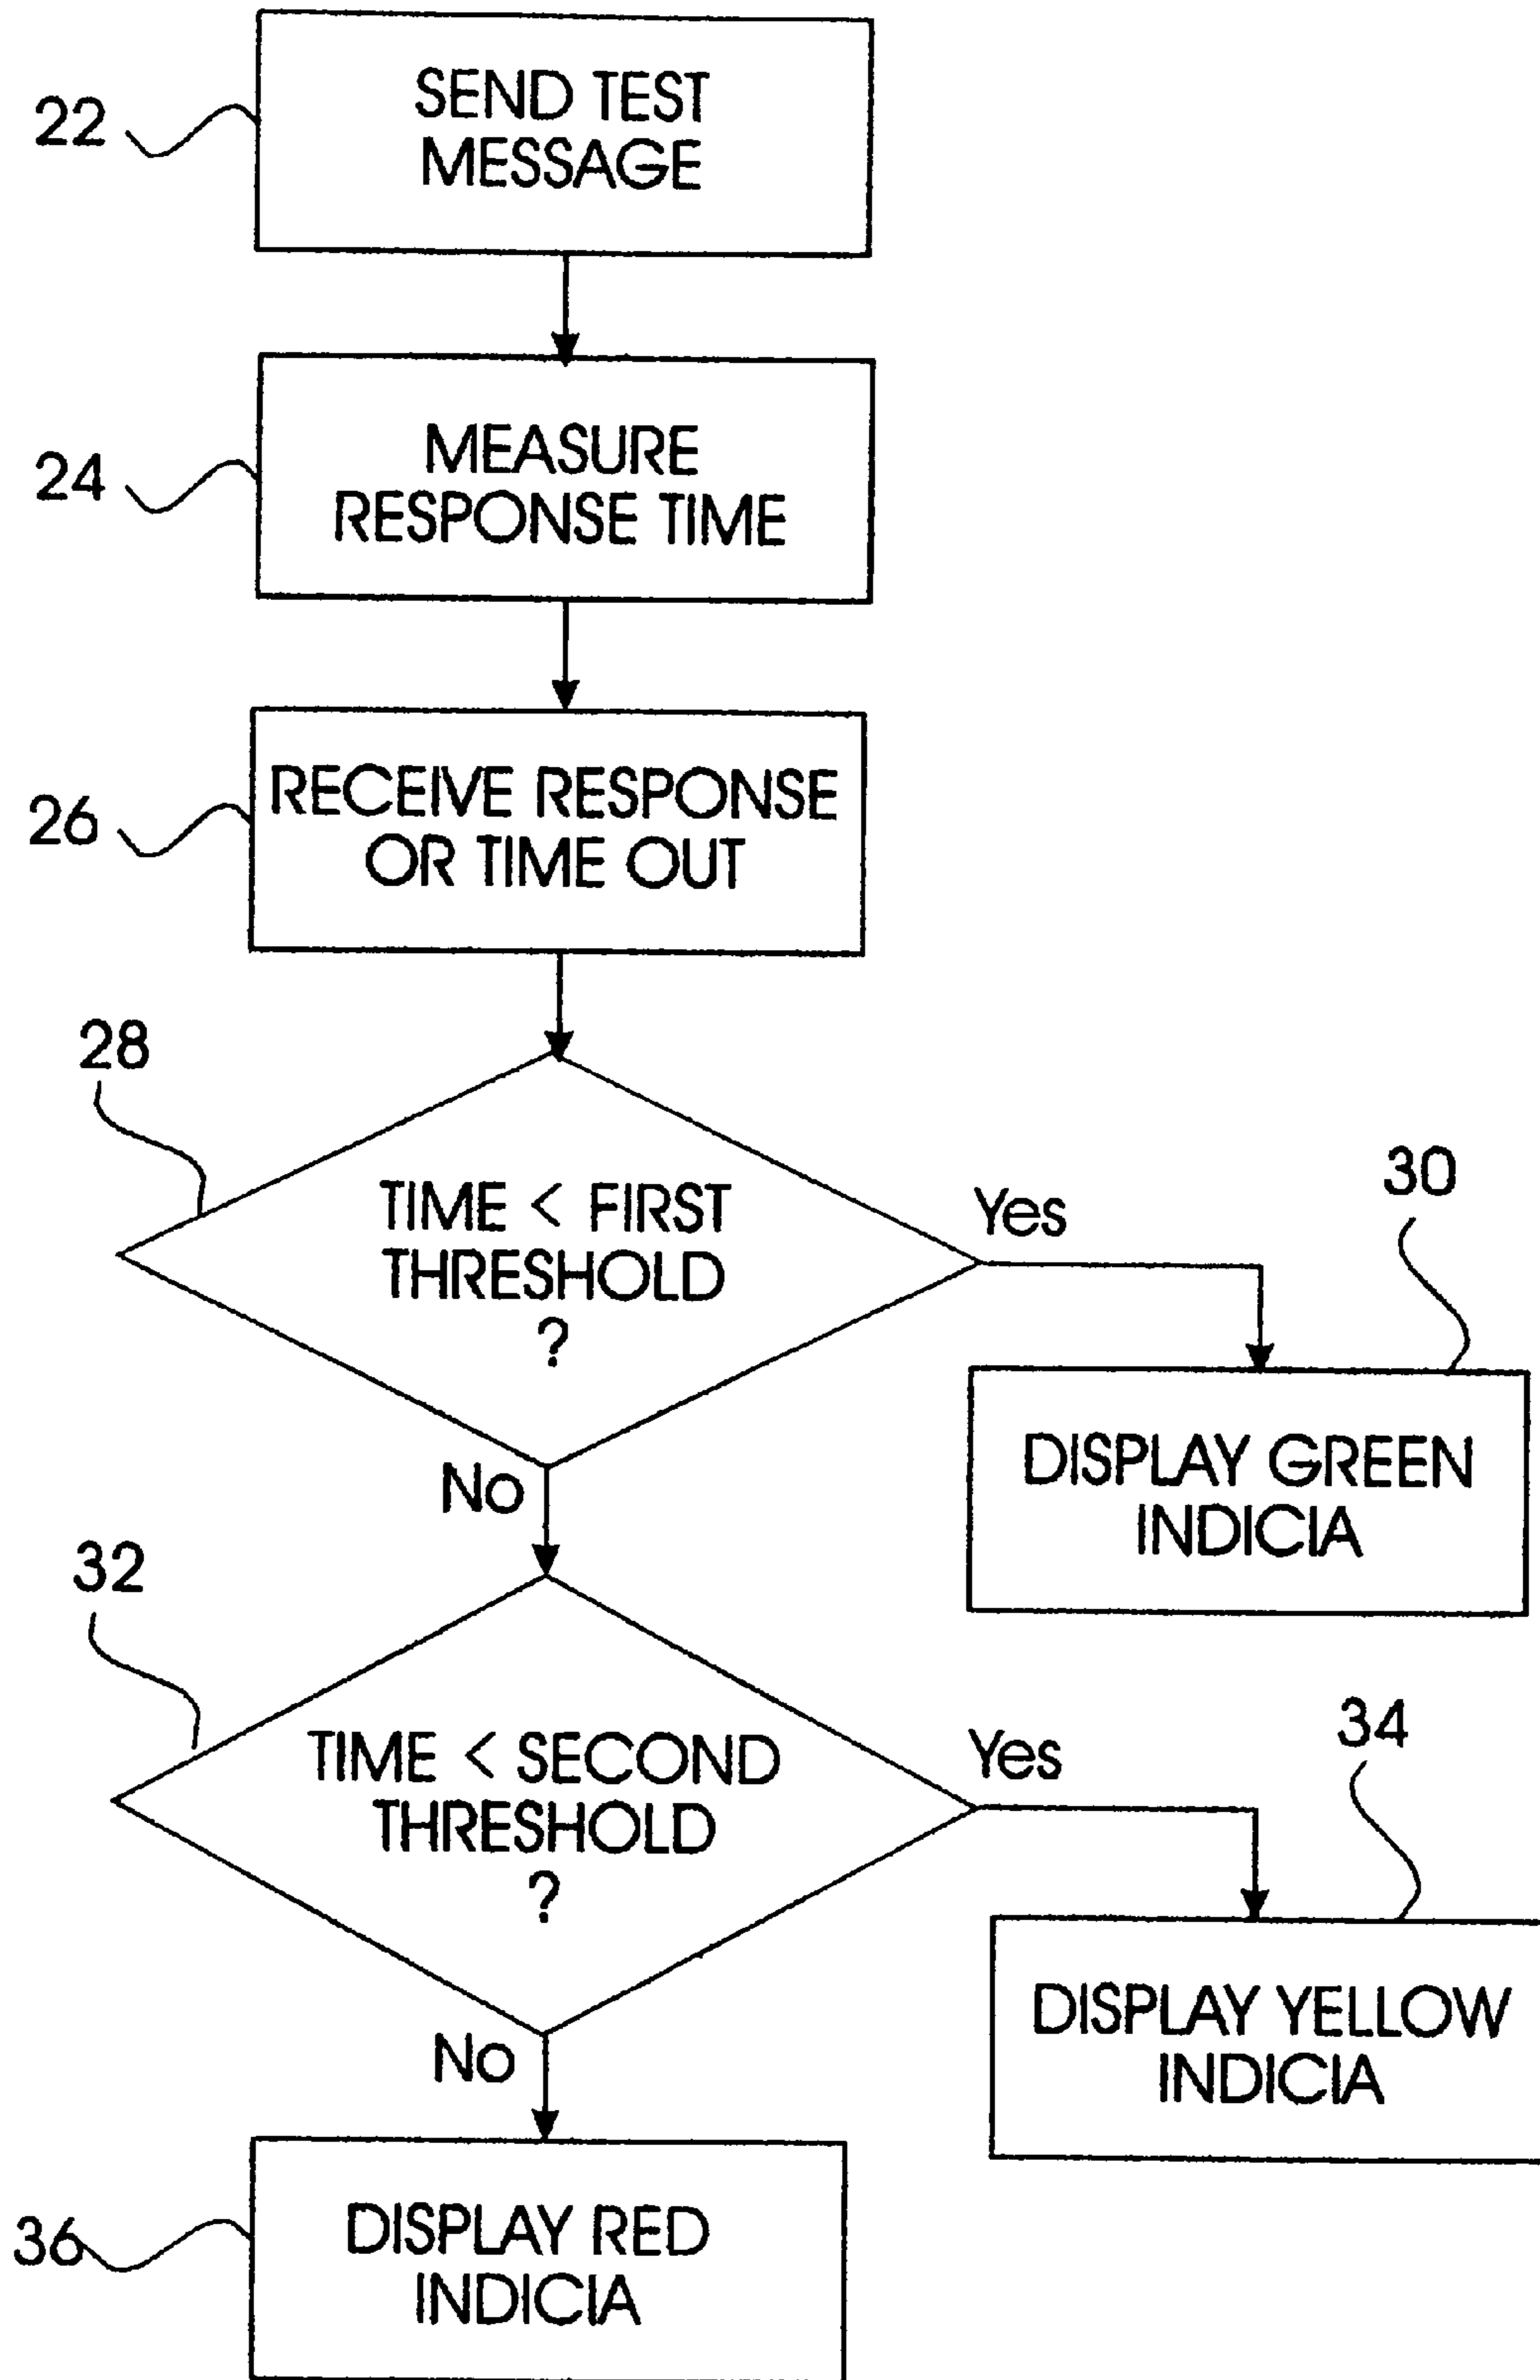 22
SEND TEST
MESSAGE
24
MEASURE
RESPONSE TIME
26
RECEIVE RESPONSE
OR TIME OUT
28
TIME < FIRST
THRESHOLD
?
Yes
30
DISPLAY GREEN
INDICIA
No
32
TIME < SECOND
THRESHOLD
?
Yes
34
DISPLAY YELLOW
INDICIA
No
36
DISPLAY RED
INDICIA